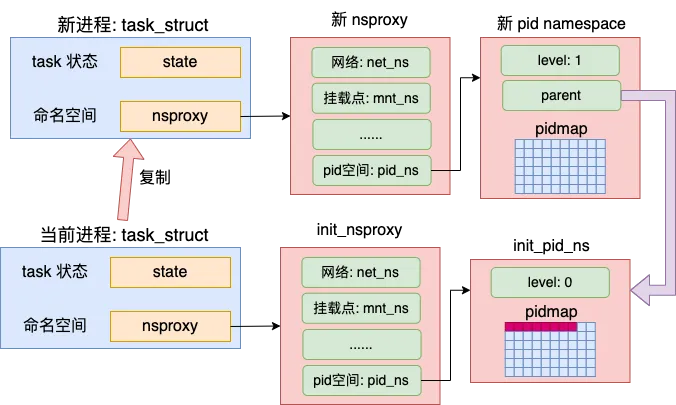 新进程: task_struct
task 状态
state
命名空间
nsproxy
新 nsproxy
网络: net_ns
挂载点: mnt_ns
......
pid空间: pid_ns
新 pid namespace
level: 1
parent
pidmap
复制
当前进程: task_struct
task 状态
state
命名空间
nsproxy
init_nsproxy
网络: net_ns
挂载点: mnt_ns
......
pid空间: pid_ns
init_pid_ns
level: 0
pidmap